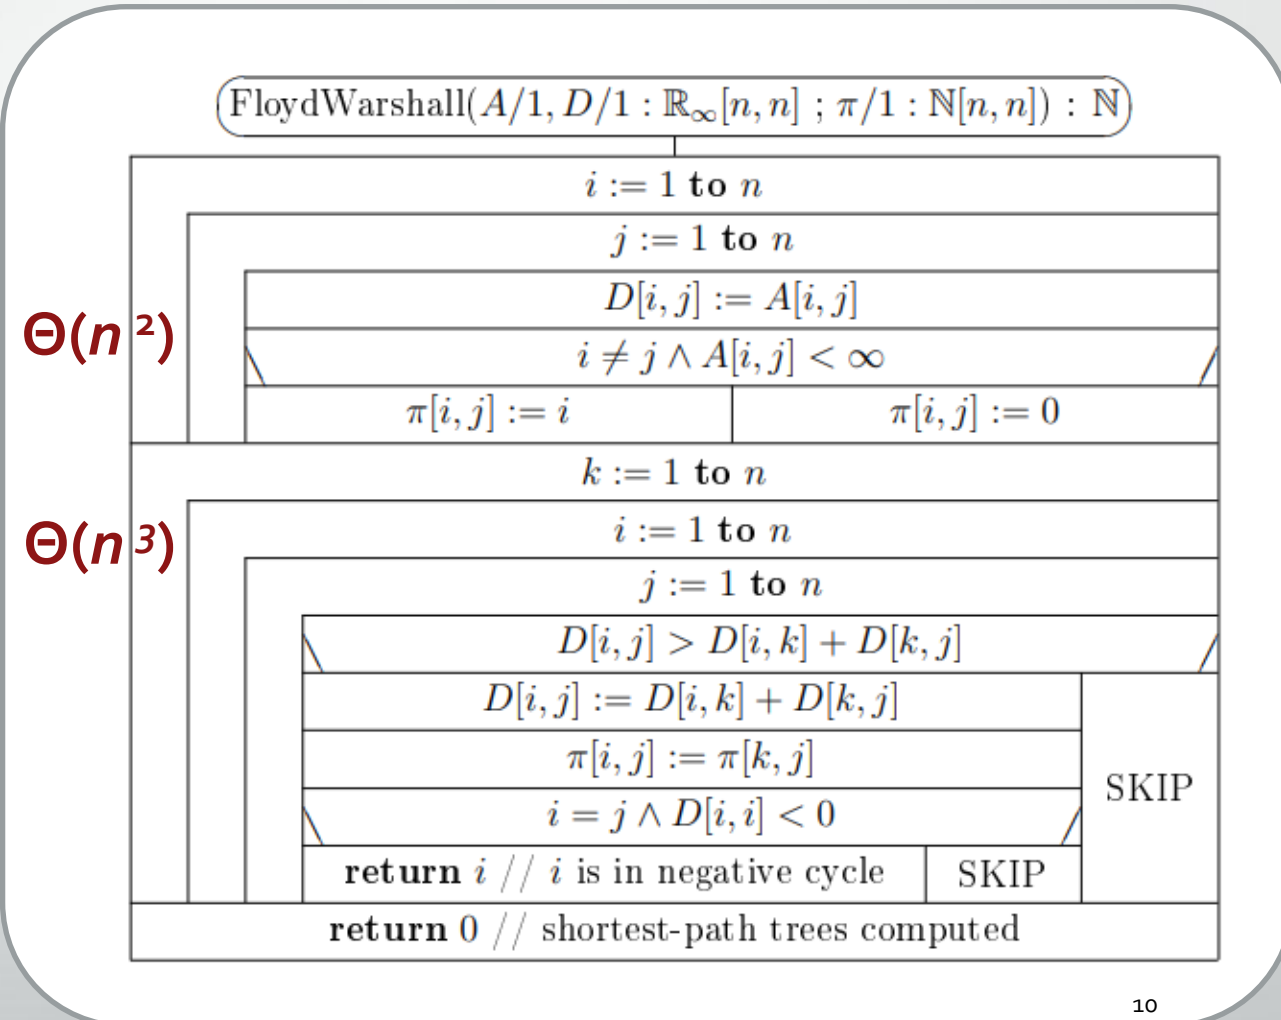 FloydWarshall(A/1, D/1 : ℝ∞[n, n] ; π/1 : ℕ[n, n]) : ℕ
i := 1 to n
j := 1 to n
D[i, j] := A[i, j]
Θ(n²)
i ≠ j ∧ A[i, j] < ∞
π[i, j] := i
π[i, j] := 0
k := 1 to n
i := 1 to n
Θ(n³)
j := 1 to n
D[i, j] > D[i, k] + D[k, j]
D[i, j] := D[i, k] + D[k, j]
π[i, j] := π[k, j]
SKIP
i = j ∧ D[i, i] < 0
return i // i is in negative cycle
SKIP
return 0 // shortest-path trees computed
10